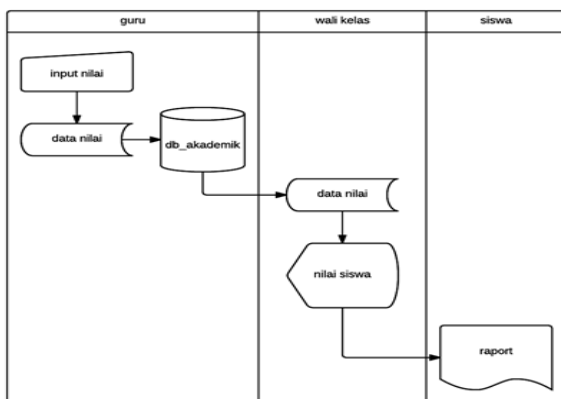 guru
wali kelas
siswa
input nilai
data nilai
db_akademik
data nilai
nilai siswa
raport